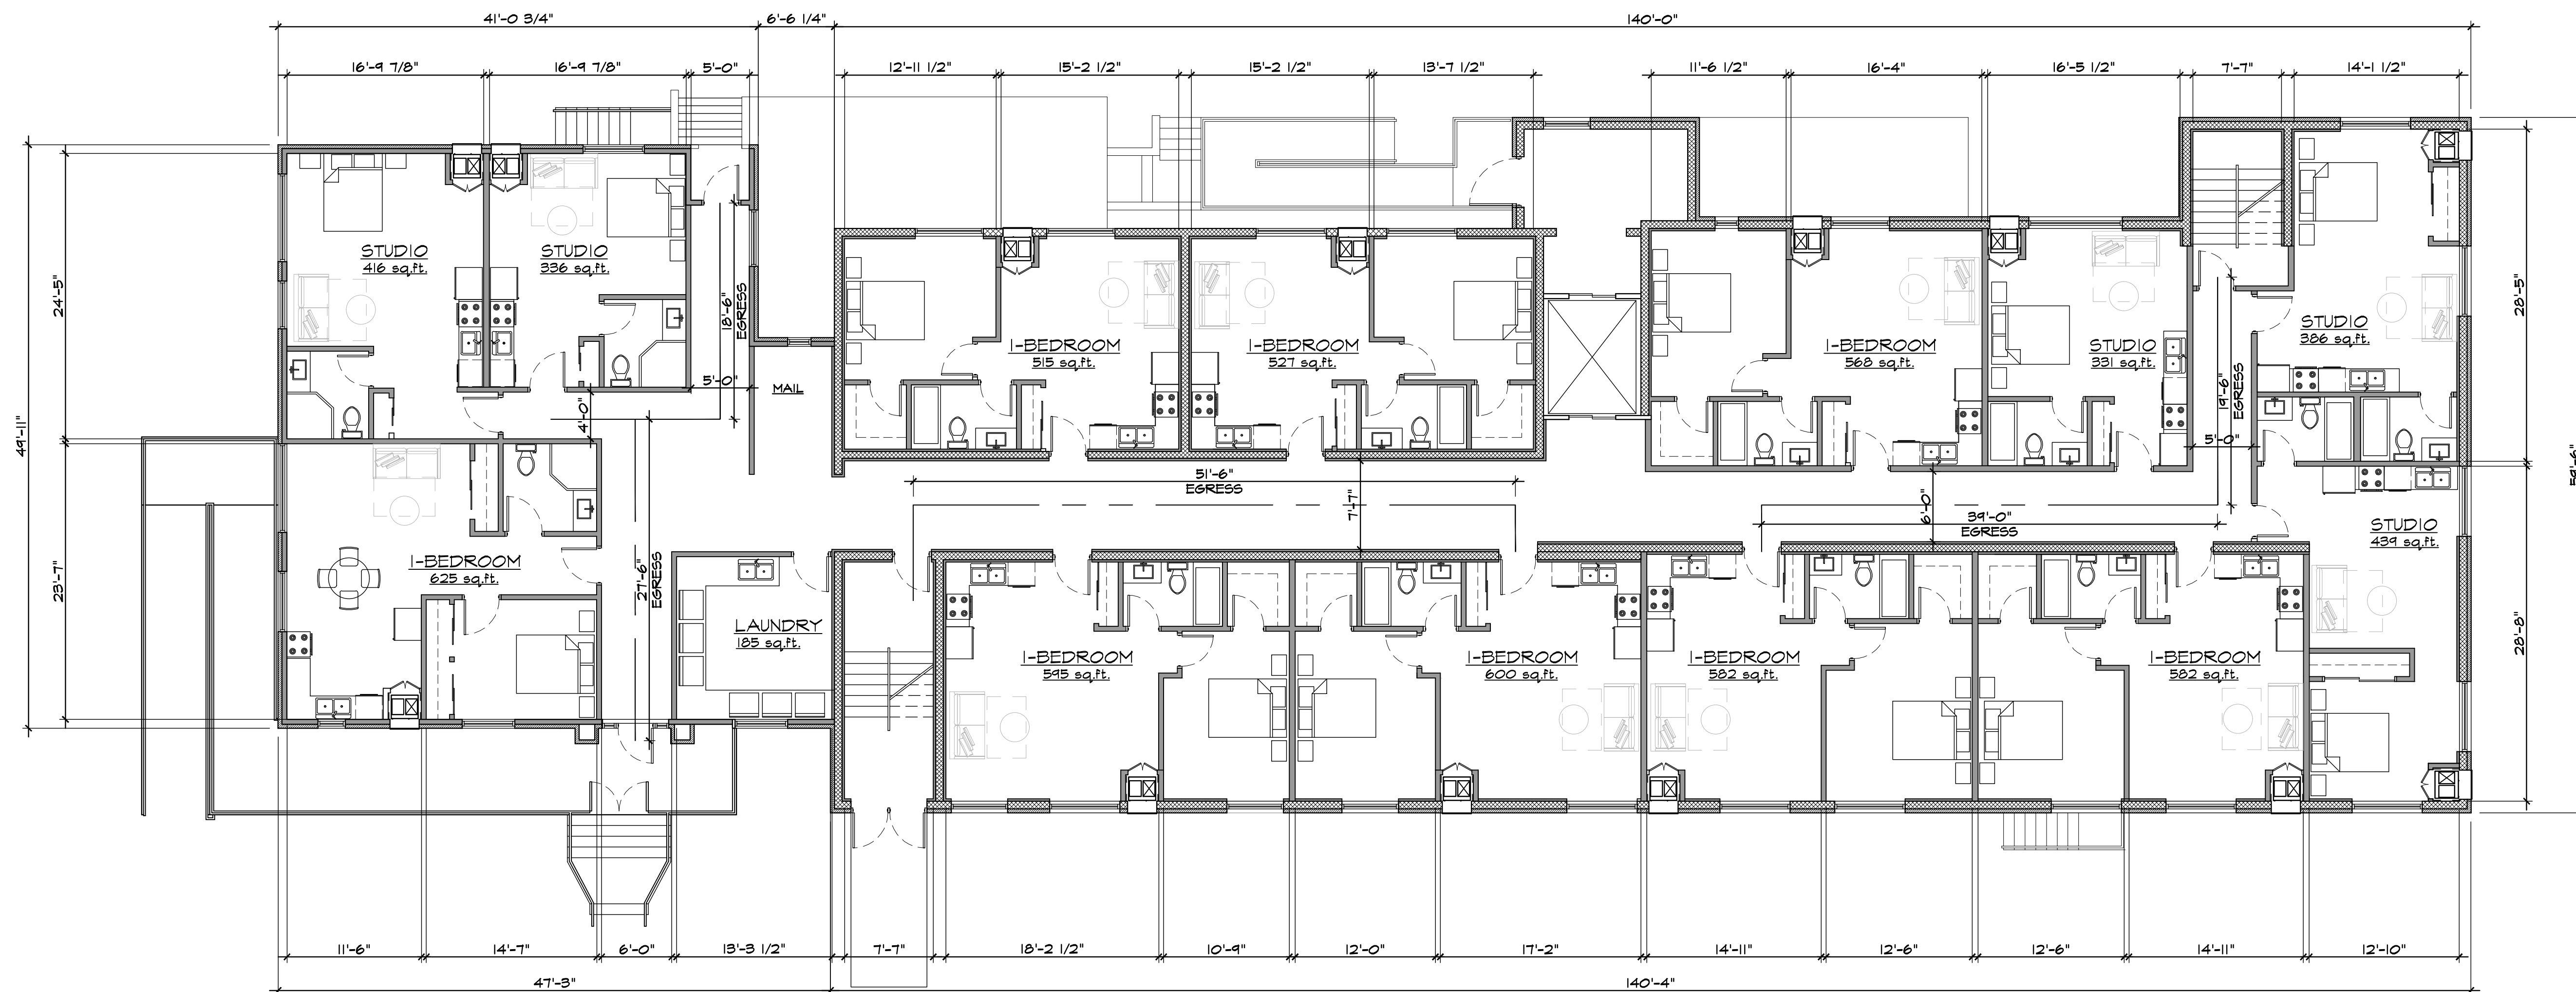 41'-0 3/4"
6'-6 1/4"
140'-0"
16'-9 7/8"
16'-9 7/8"
5'-0"
12'-11 1/2"
15'-2 1/2"
15'-2 1/2"
13'-7 1/2"
11'-6 1/2"
16'-4"
16'-5 1/2"
7'-7"
14'-1 1/2"
49'-11"
24'-5"
23'-7"
STUDIO
416 sq.ft.
STUDIO
336 sq.ft.
18'-6"
EGRESS
5'-0"
4'-0"
MAIL
1-BEDROOM
515 sq.ft.
1-BEDROOM
527 sq.ft.
1-BEDROOM
568 sq.ft.
STUDIO
331 sq.ft.
19'-6"
EGRESS
5'-0"
STUDIO
386 sq.ft.
28'-5"
59'-6"
51'-6"
EGRESS
7'-7"
6'-0"
39'-0"
EGRESS
STUDIO
439 sq.ft.
28'-8"
1-BEDROOM
625 sq.ft.
27'-6"
EGRESS
LAUNDRY
185 sq.ft.
1-BEDROOM
595 sq.ft.
1-BEDROOM
600 sq.ft.
1-BEDROOM
582 sq.ft.
1-BEDROOM
582 sq.ft.
11'-6"
14'-7"
6'-0"
13'-3 1/2"
7'-7"
18'-2 1/2"
10'-9"
12'-0"
17'-2"
14'-11"
12'-6"
12'-6"
14'-11"
12'-10"
47'-3"
140'-4"